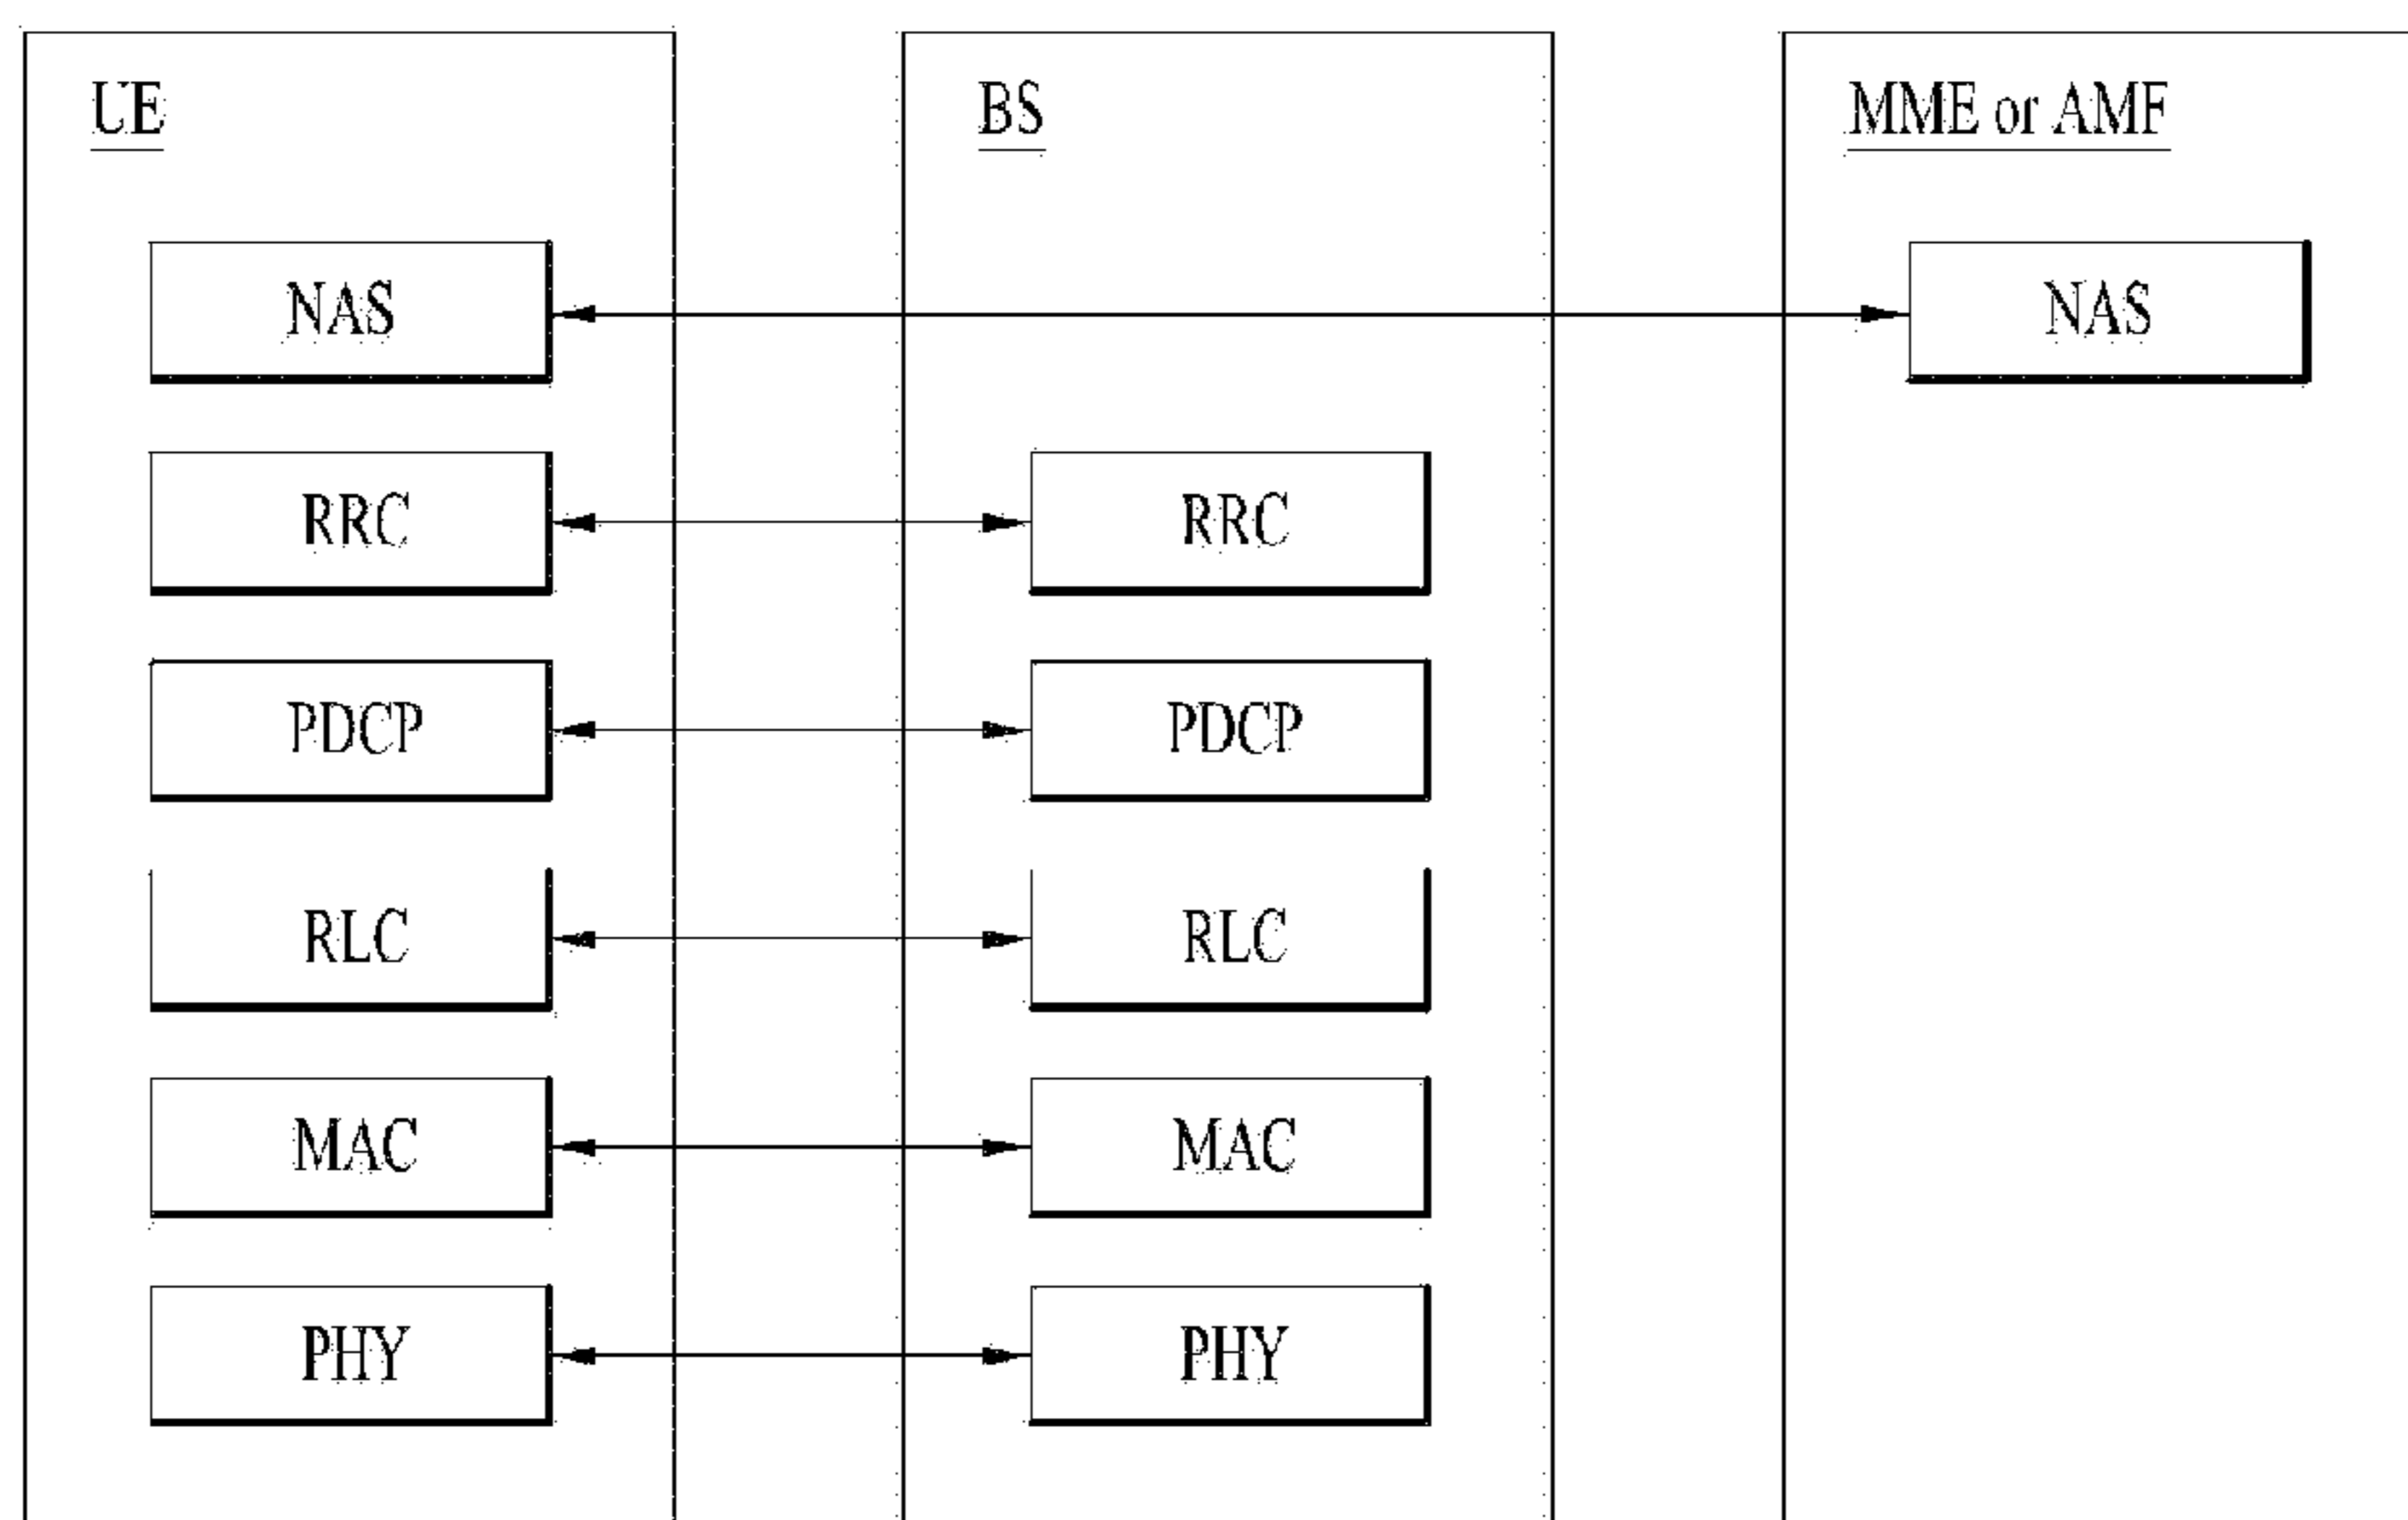 UE BS MME or AMF
NAS NAS
RRC RRC
PDCP PDCP
RLC RLC
MAC MAC
PHY PHY